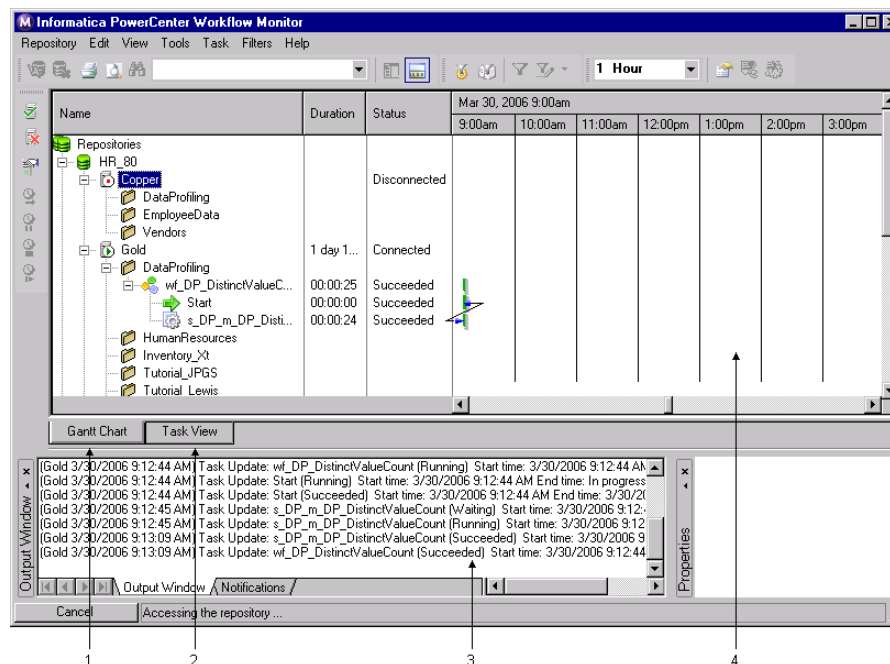 Informatica PowerCenter Workflow Monitor
Repository Edit View Tools Task Filters Help
1 Hour
Name Duration Status Mar 30, 2006 9:00am
9:00am 10:00am 11:00am 12:00pm 1:00pm 2:00pm 3:00pm
Repositories
HR_80
Copper Disconnected
DataProfiling
EmployeeData
Vendors
Gold 1 day 1... Connected
DataProfiling
wf_DP_DistinctValueC... 00:00:25 Succeeded
Start 00:00:00 Succeeded
s_DP_m_DP_Disti... 00:00:24 Succeeded
HumanResources
Inventory_Xt
Tutorial_JPGS
Tutorial_Lewis
Gantt Chart Task View
(Gold 3/30/2006 9:12:44 AM) Task Update: wf_DP_DistinctValueCount (Running) Start time: 3/30/2006 9:12:44 AM
(Gold 3/30/2006 9:12:44 AM) Task Update: Start (Running) Start time: 3/30/2006 9:12:44 AM End time: In progress
(Gold 3/30/2006 9:12:44 AM) Task Update: Start (Succeeded) Start time: 3/30/2006 9:12:44 AM End time: 3/30/20
(Gold 3/30/2006 9:12:45 AM) Task Update: s_DP_m_DP_DistinctValueCount (Waiting) Start time: 3/30/2006 9:12:
(Gold 3/30/2006 9:12:45 AM) Task Update: s_DP_m_DP_DistinctValueCount (Running) Start time: 3/30/2006 9:12
(Gold 3/30/2006 9:13:09 AM) Task Update: s_DP_m_DP_DistinctValueCount (Succeeded) Start time: 3/30/2006 9
(Gold 3/30/2006 9:13:09 AM) Task Update: wf_DP_DistinctValueCount (Succeeded) Start time: 3/30/2006 9:12:44
Output Window
Properties
Output Window Notifications
Cancel Accessing the repository ...
1 2 3 4